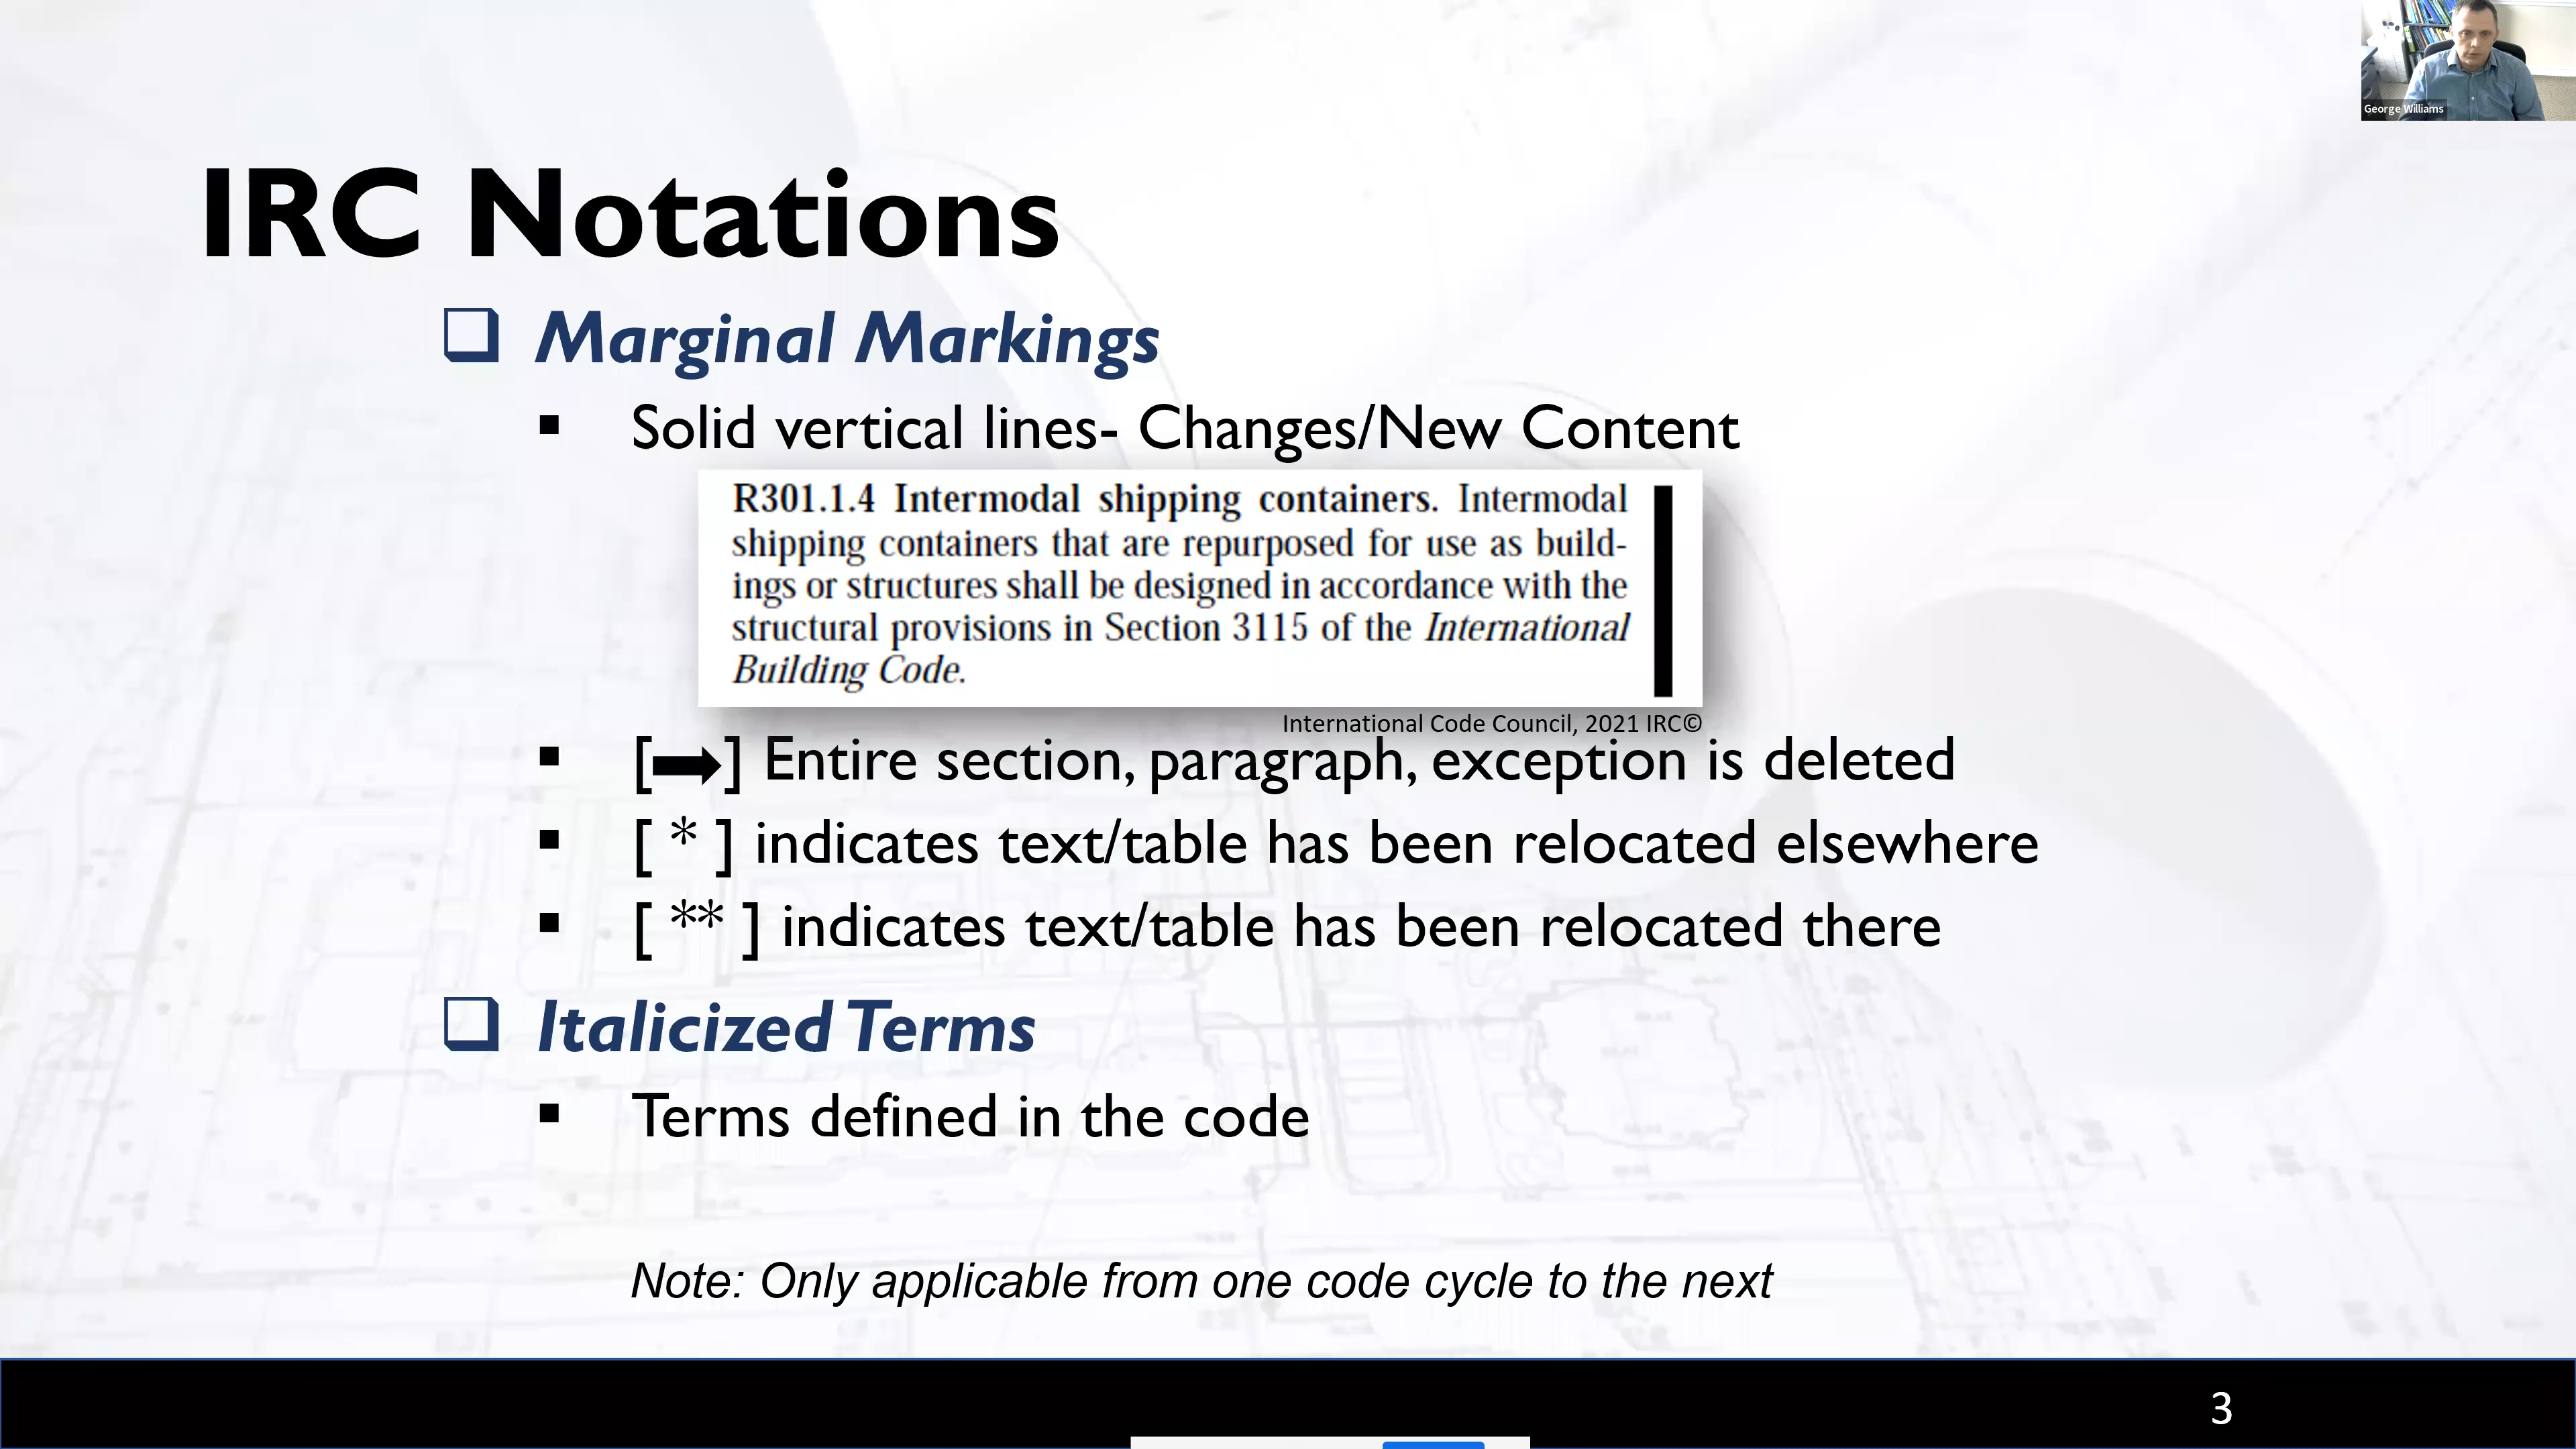 George Williams
IRC Notations
❑ Marginal Markings
▪ Solid vertical lines- Changes/New Content
R301.1.4 Intermodal shipping containers. Intermodal
shipping containers that are repurposed for use as build-
ings or structures shall be designed in accordance with the
structural provisions in Section 3115 of the International
Building Code.
International Code Council, 2021 IRC©
▪ [➡] Entire section, paragraph, exception is deleted
▪ [ * ] indicates text/table has been relocated elsewhere
▪ [ ** ] indicates text/table has been relocated there
❑ Italicized Terms
▪ Terms defined in the code
Note: Only applicable from one code cycle to the next
3